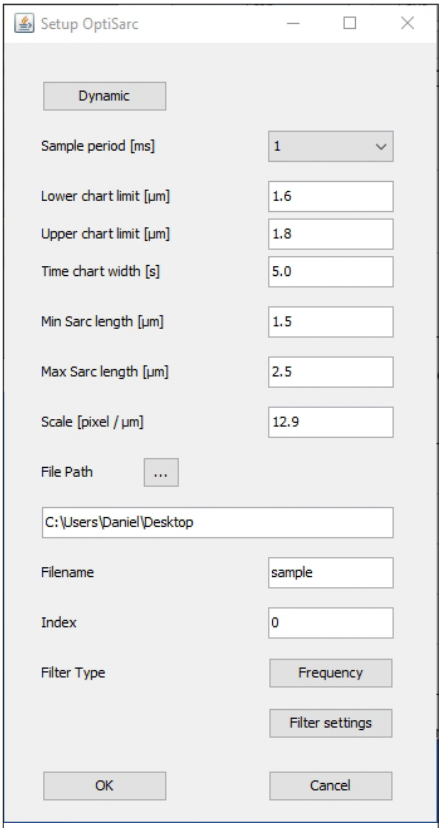 Setup OptiSarc
Dynamic
Sample period [ms] 1
Lower chart limit [µm] 1.6
Upper chart limit [µm] 1.8
Time chart width [s] 5.0
Min Sarc length [µm] 1.5
Max Sarc length [µm] 2.5
Scale [pixel / µm] 12.9
File Path ...
C:\Users\Daniel\Desktop
Filename sample
Index 0
Filter Type Frequency
Filter settings
OK Cancel